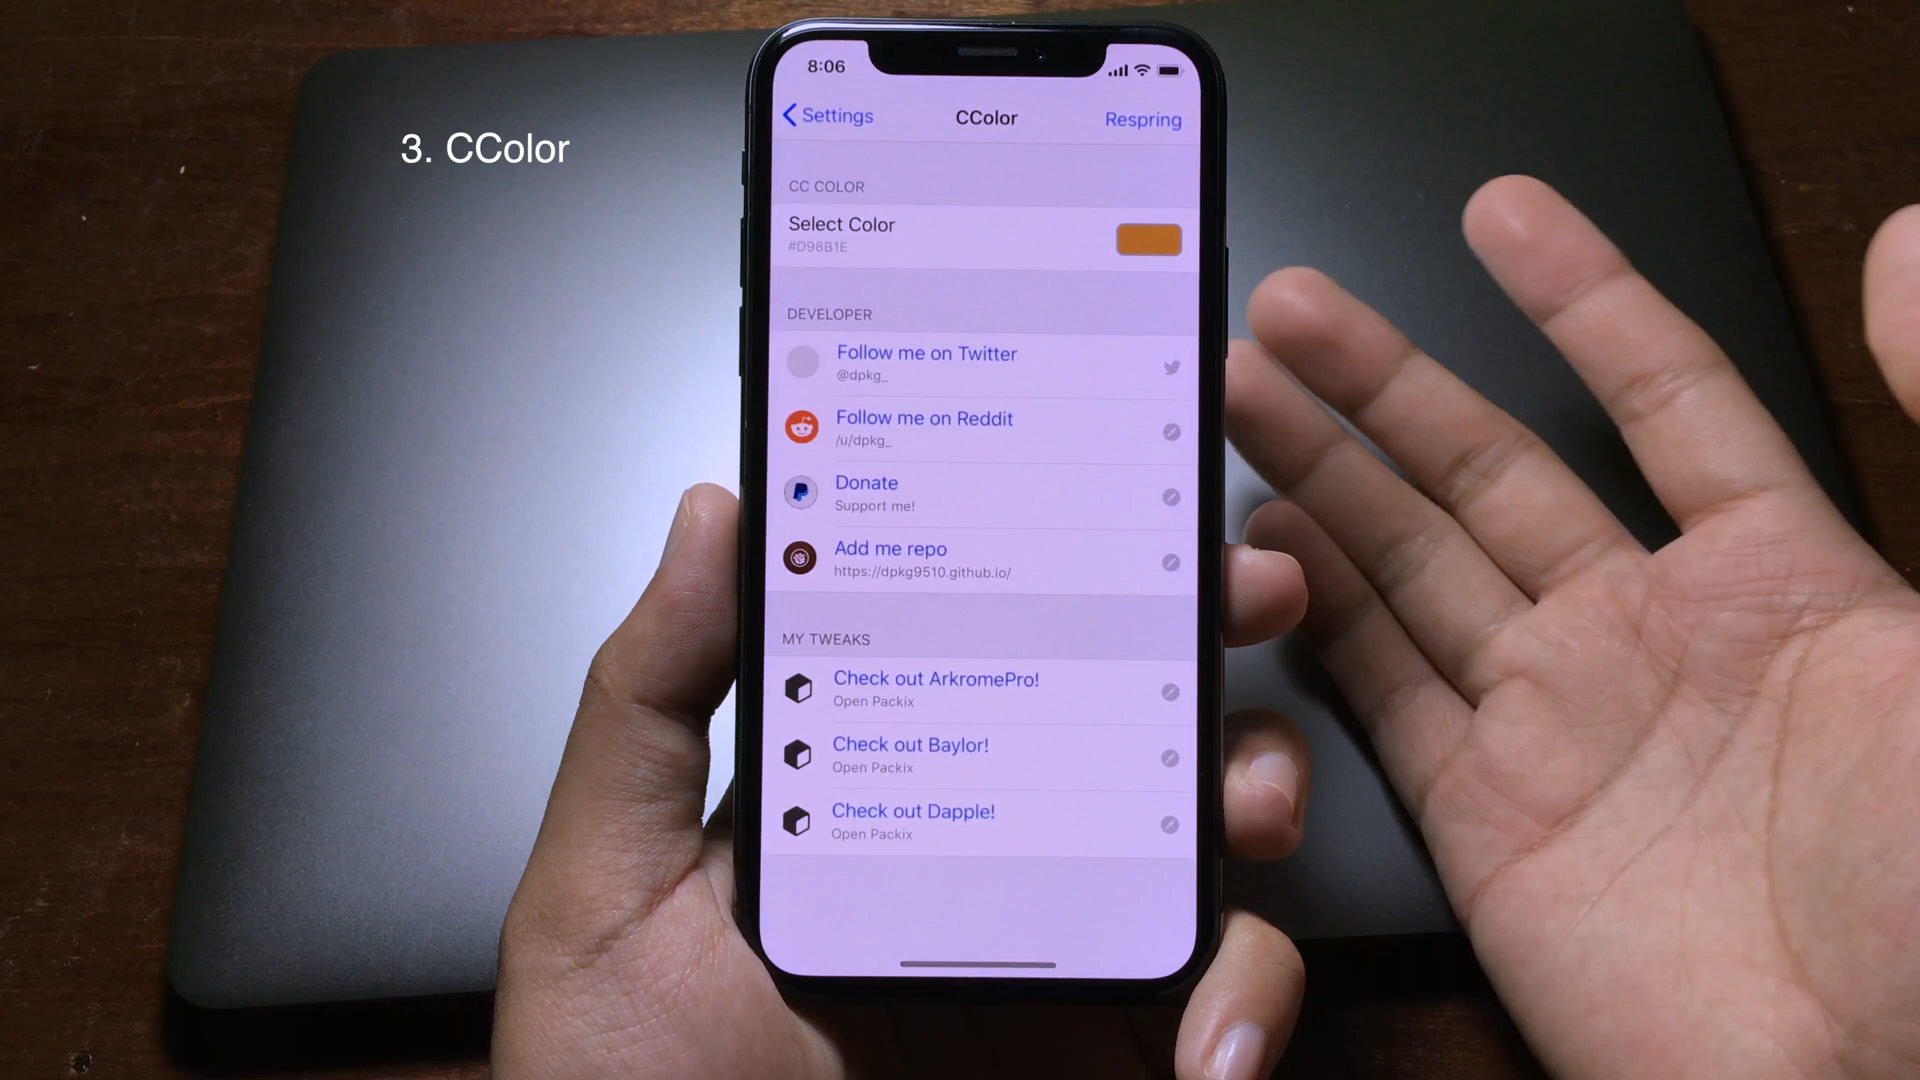 3. CColor
8:06
Settings
CColor
Respring
CC COLOR
Select Color
#D98B1E
DEVELOPER
Follow me on Twitter
@dpkg_
Follow me on Reddit
/u/dpkg_
Donate
Support me!
Add me repo
https://dpkg9510.github.io/
MY TWEAKS
Check out ArkromePro!
Open Packix
Check out Baylor!
Open Packix
Check out Dapple!
Open Packix